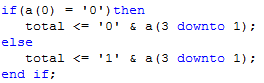 if(a(0) = '0')then
total <= '0' & a(3 downto 1);
else
total <= '1' & a(3 downto 1);
end if;